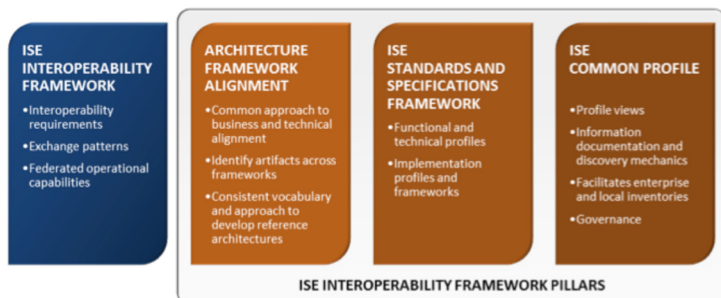 ISE
INTEROPERABILITY
FRAMEWORK
•Interoperability
requirements
•Exchange patterns
•Federated operational
capabilities
ARCHITECTURE
FRAMEWORK
ALIGNMENT
•Common approach to
business and technical
alignment
•Identify artifacts across
frameworks
•Consistent vocabulary
and approach to
develop reference
architectures
ISE
STANDARDS AND
SPECIFICATIONS
FRAMEWORK
•Functional and
technical profiles
•Implementation
profiles and
frameworks
ISE
COMMON PROFILE
•Profile views
•Information
documentation and
discovery mechanics
•Facilitates enterprise
and local inventories
•Governance
ISE INTEROPERABILITY FRAMEWORK PILLARS